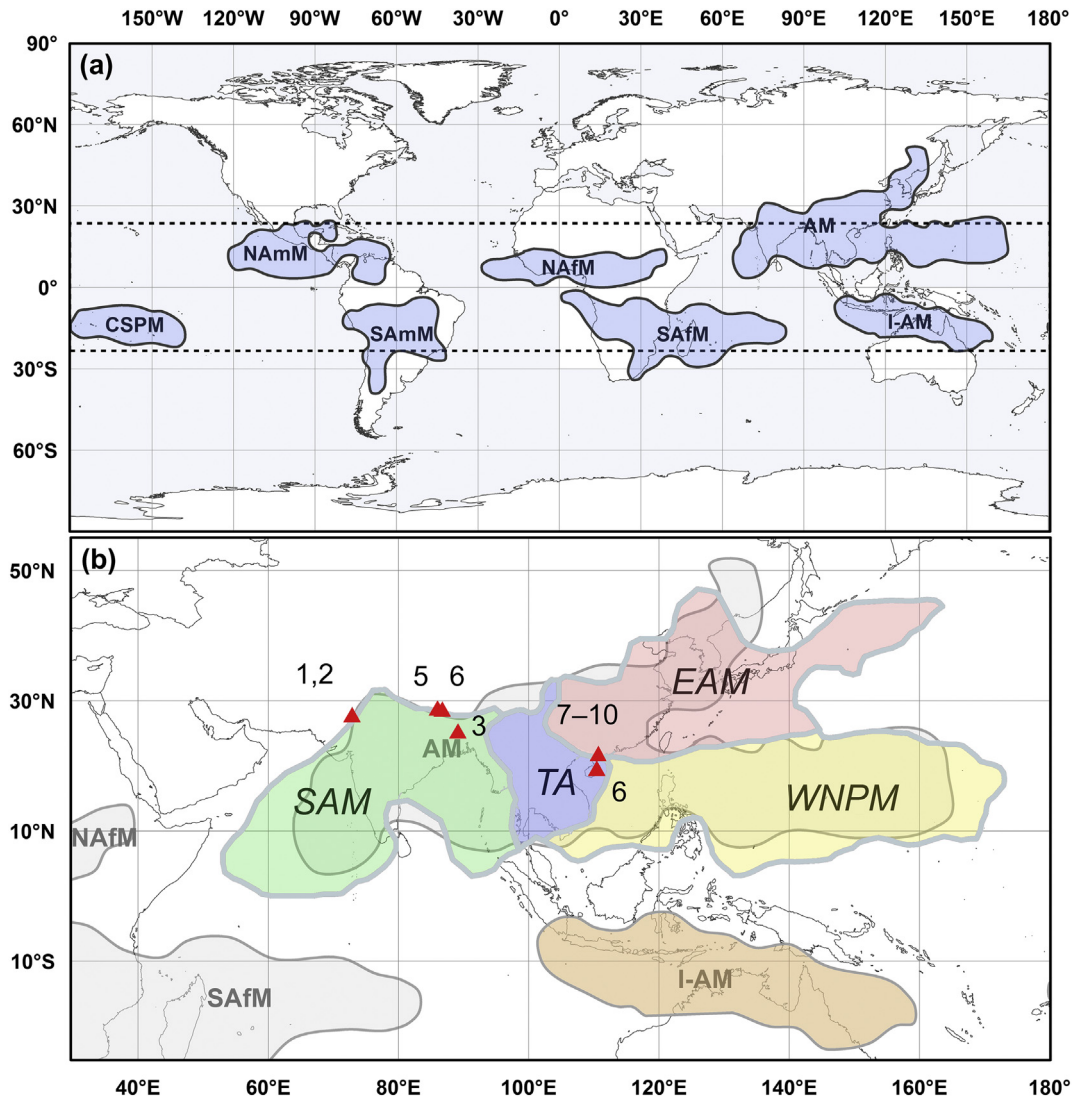 150°W 120°W 90°W 60°W 30°W 0° 30°E 60°E 90°E 120°E 150°E 180°
90°
(a)
60°N
30°N
AM
NAmM
NAfM
0°
CSPM
SAmM
SAfM
I-AM
30°S
60°S
(b)
50°N
1,2
5
6
30°N
EAM
7–10
3
AM
TA
6
SAM
WNPM
10°N
NAfM
10°S
I-AM
SAfM
40°E 60°E 80°E 100°E 120°E 140°E 160°E 180°